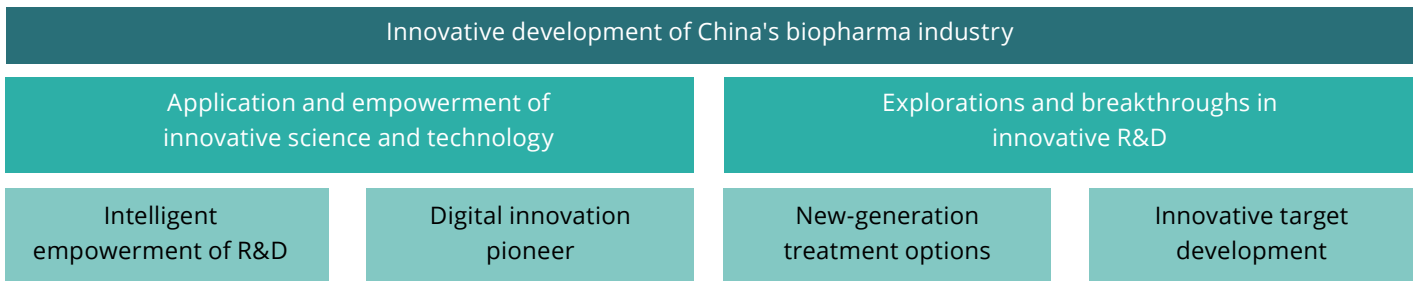 Innovative development of China's biopharma industry
Application and empowerment of
innovative science and technology
Explorations and breakthroughs in
innovative R&D
Intelligent
empowerment of R&D
Digital innovation
pioneer
New-generation
treatment options
Innovative target
development